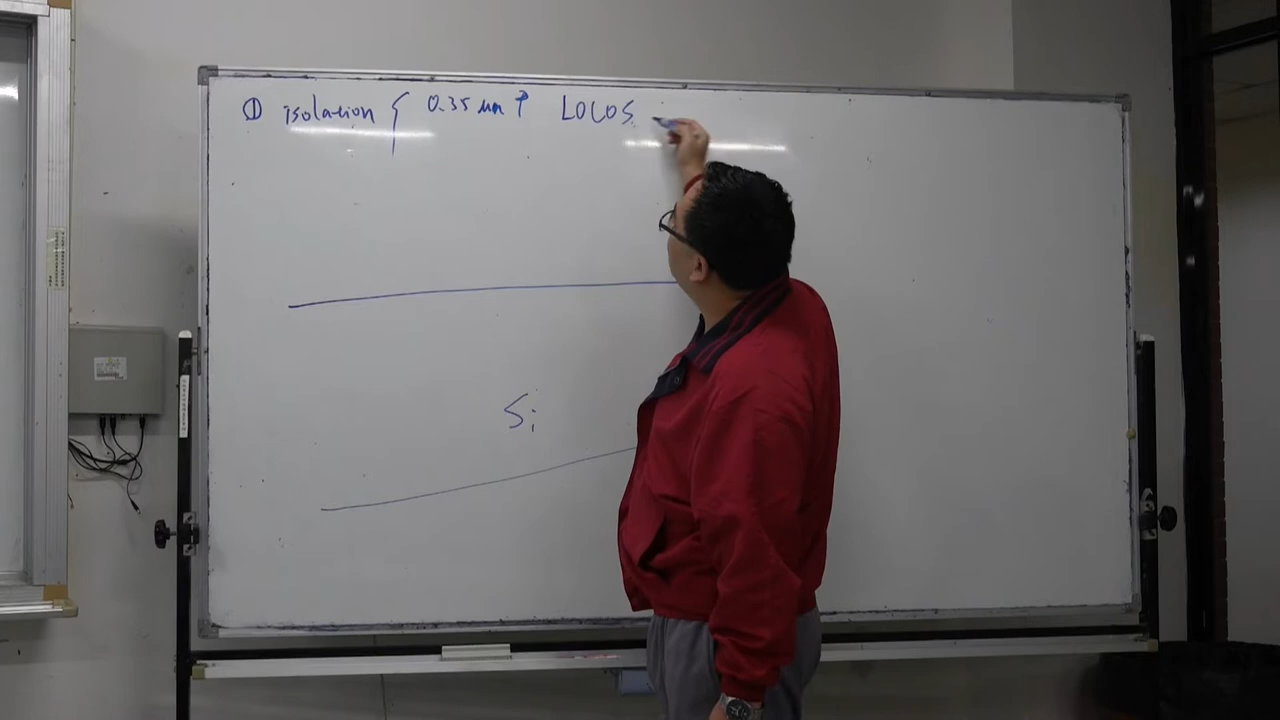 ① isolation { 0.35 um ↑ LOCOS
Si